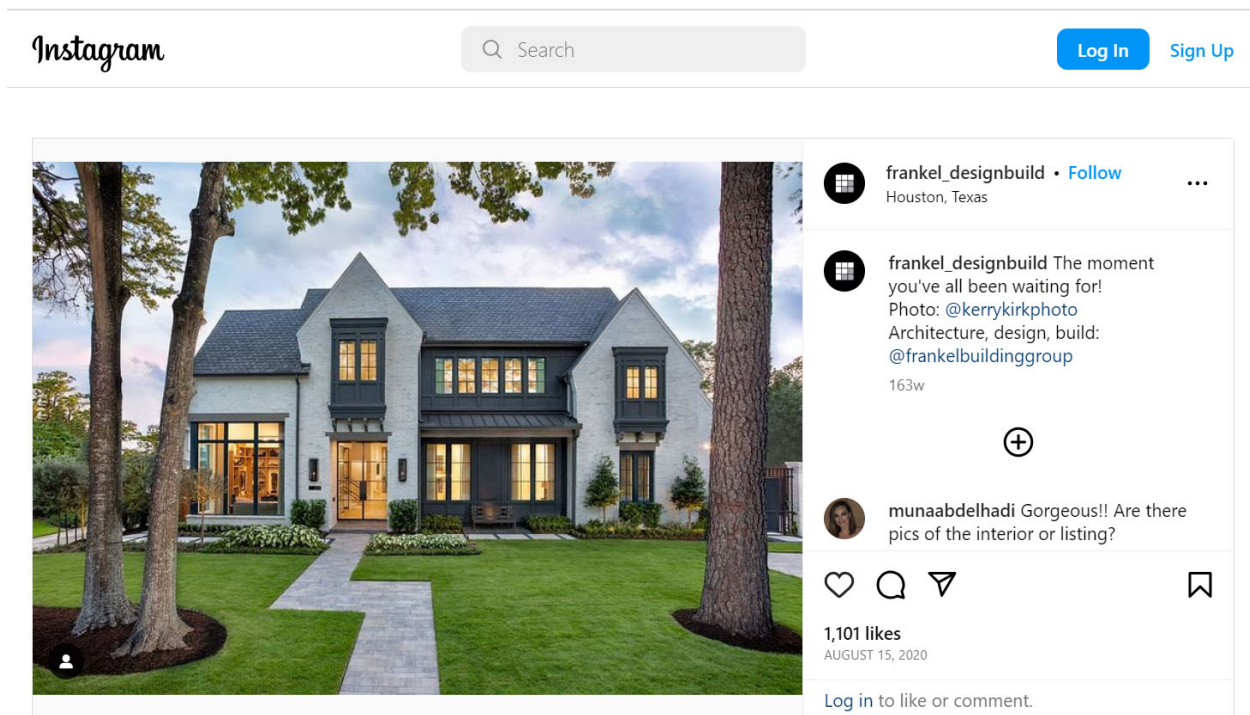 Instagram
Search
Log In
Sign Up
frankel_designbuild • Follow
Houston, Texas
frankel_designbuild The moment
you've all been waiting for!
Photo: @kerrykirkphoto
Architecture, design, build:
@frankelbuildinggroup
163w
munaabdelhadi Gorgeous!! Are there
pics of the interior or listing?
1,101 likes
AUGUST 15, 2020
Log in to like or comment.